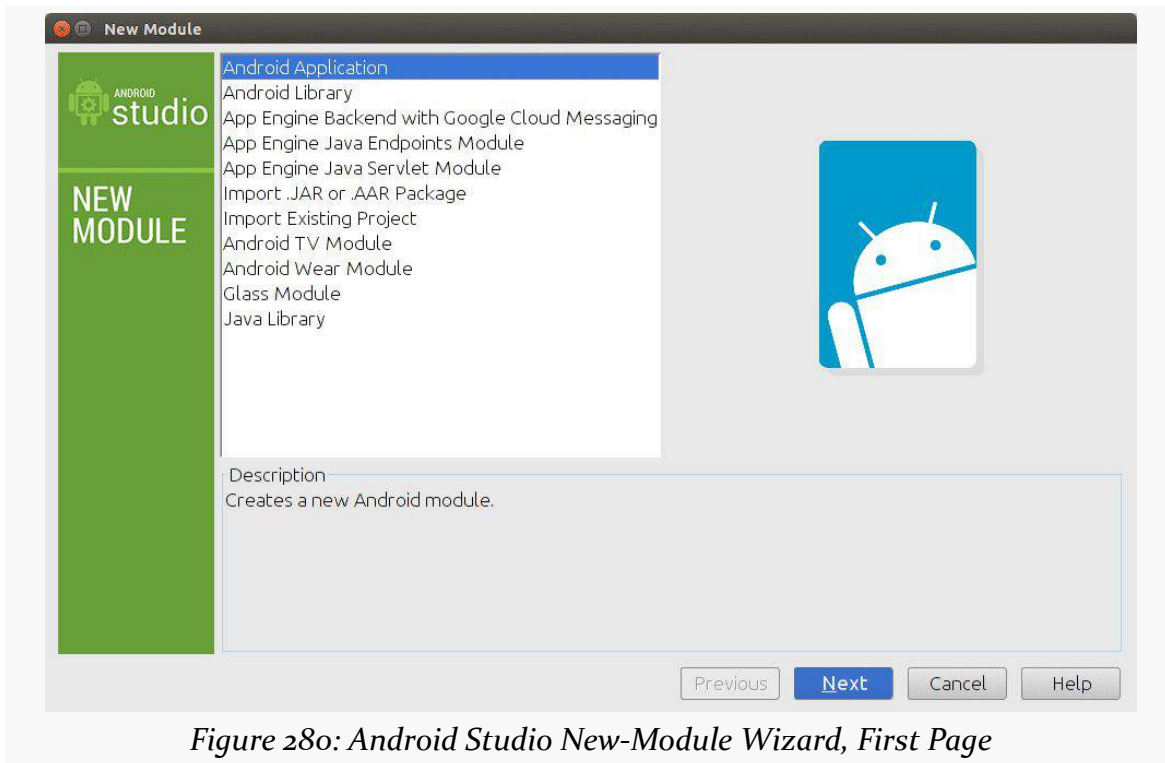 New Module
ANDROID
studio
NEW
MODULE
Android Application
Android Library
App Engine Backend with Google Cloud Messaging
App Engine Java Endpoints Module
App Engine Java Servlet Module
Import .JAR or .AAR Package
Import Existing Project
Android TV Module
Android Wear Module
Glass Module
Java Library
Description
Creates a new Android module.
Previous Next Cancel Help
Figure 280: Android Studio New-Module Wizard, First Page